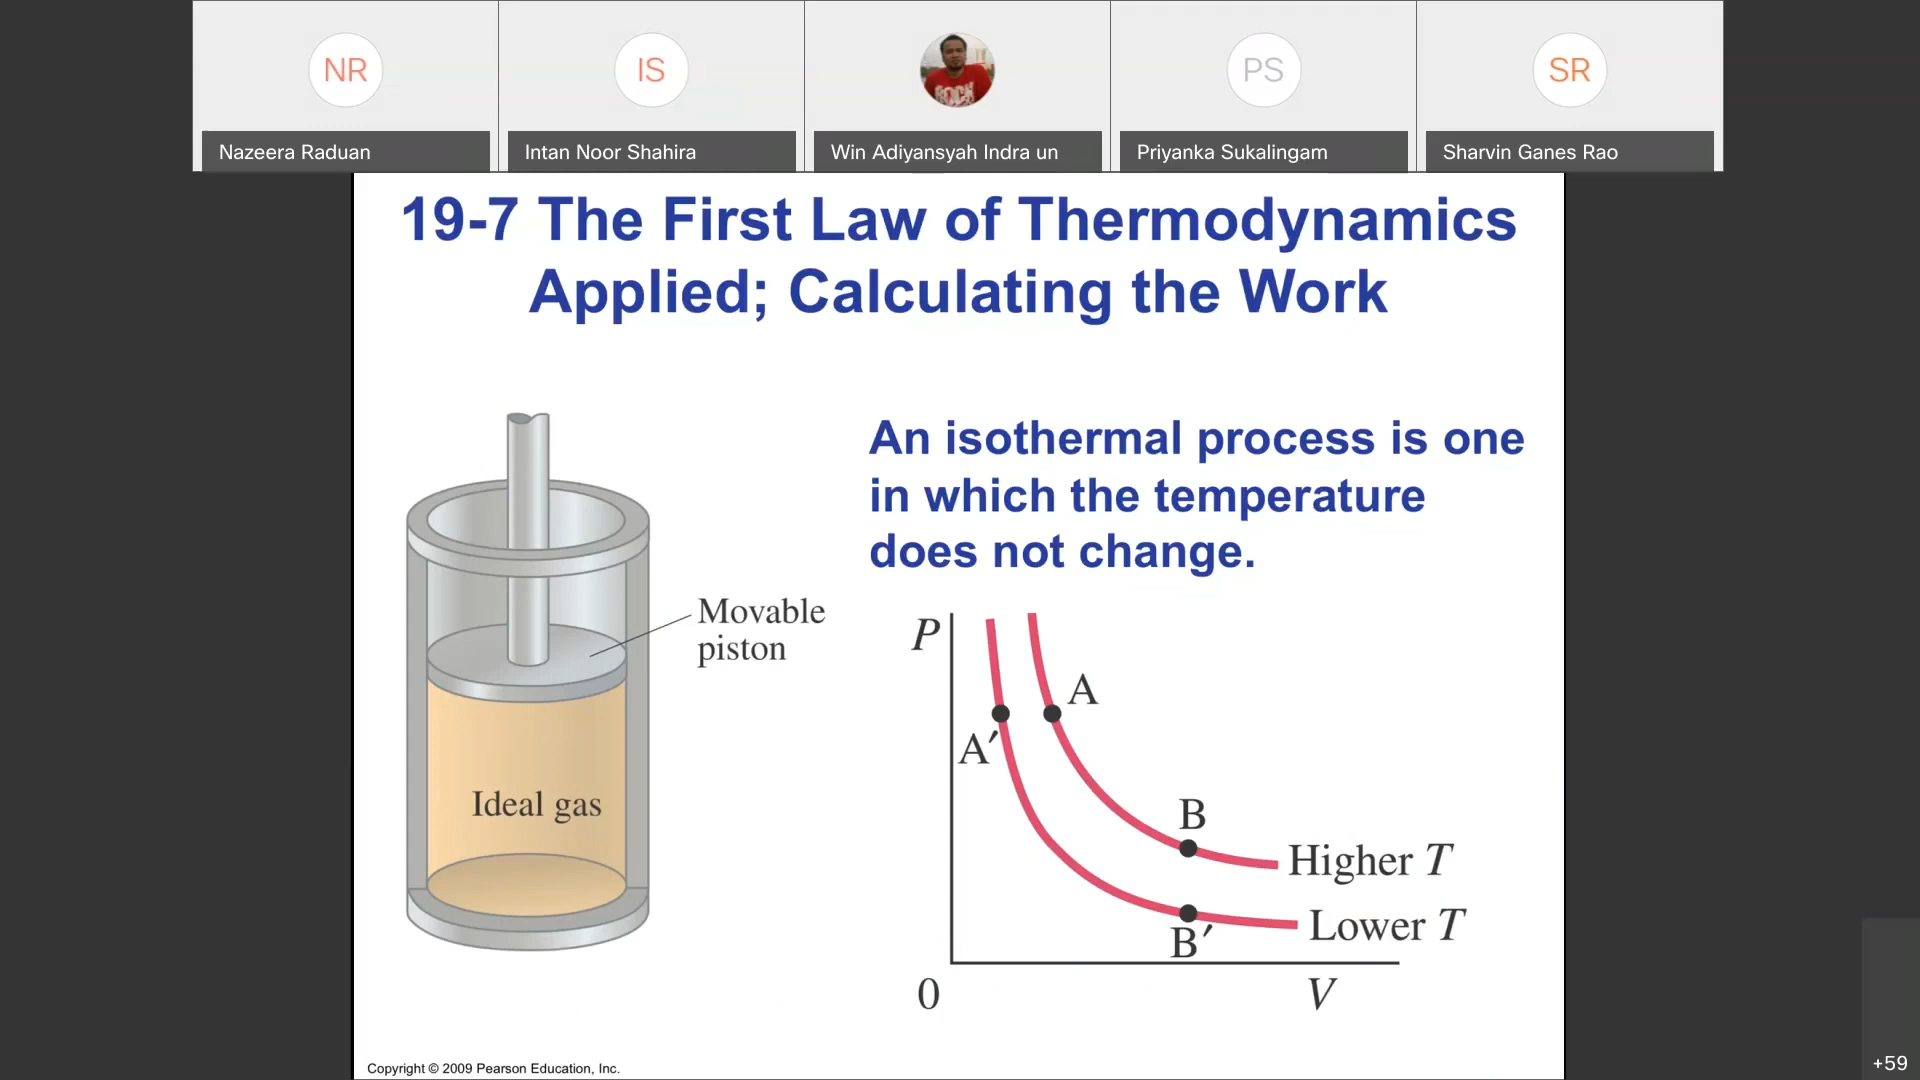 NR
IS
PS
SR
Nazeera Raduan
Intan Noor Shahira
Win Adiyansyah Indra un
Priyanka Sukalingam
Sharvin Ganes Rao
19-7 The First Law of Thermodynamics
Applied; Calculating the Work
An isothermal process is one
in which the temperature
does not change.
Movable
piston
Ideal gas
P
A
A′
B
Higher T
Lower T
B′
0
V
Copyright © 2009 Pearson Education, Inc.
+59